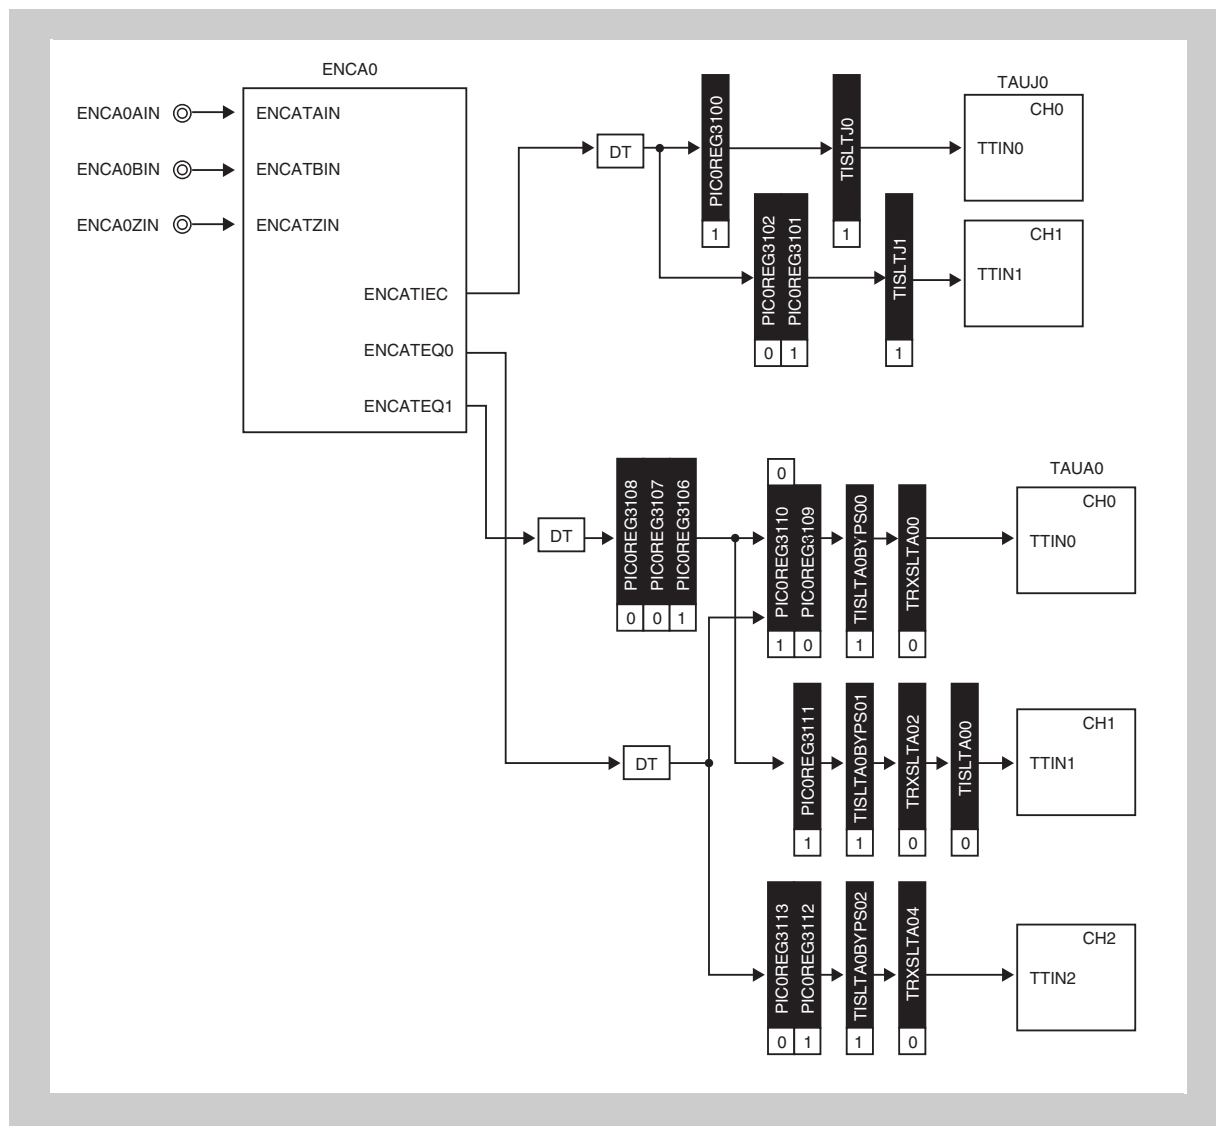 ENCA0
ENCA0AIN
ENCATAIN
ENCA0BIN
ENCATBIN
ENCA0ZIN
ENCATZIN
ENCATIEC
ENCATEQ0
ENCATEQ1
DT
PIC0REG3100
1
TISLTJ0
1
TAUJ0
CH0
TTIN0
PIC0REG3102
PIC0REG3101
0 1
TISLTJ1
1
CH1
TTIN1
DT
PIC0REG3108
PIC0REG3107
PIC0REG3106
0 0 1
0
PIC0REG3110
PIC0REG3109
1 0
TISLTA0BYPS00
1
TRXSLTA00
0
TAUA0
CH0
TTIN0
DT
PIC0REG3111
1
TISLTA0BYPS01
1
TRXSLTA02
0
TISLTA00
0
CH1
TTIN1
PIC0REG3113
PIC0REG3112
0 1
TISLTA0BYPS02
1
TRXSLTA04
0
CH2
TTIN2